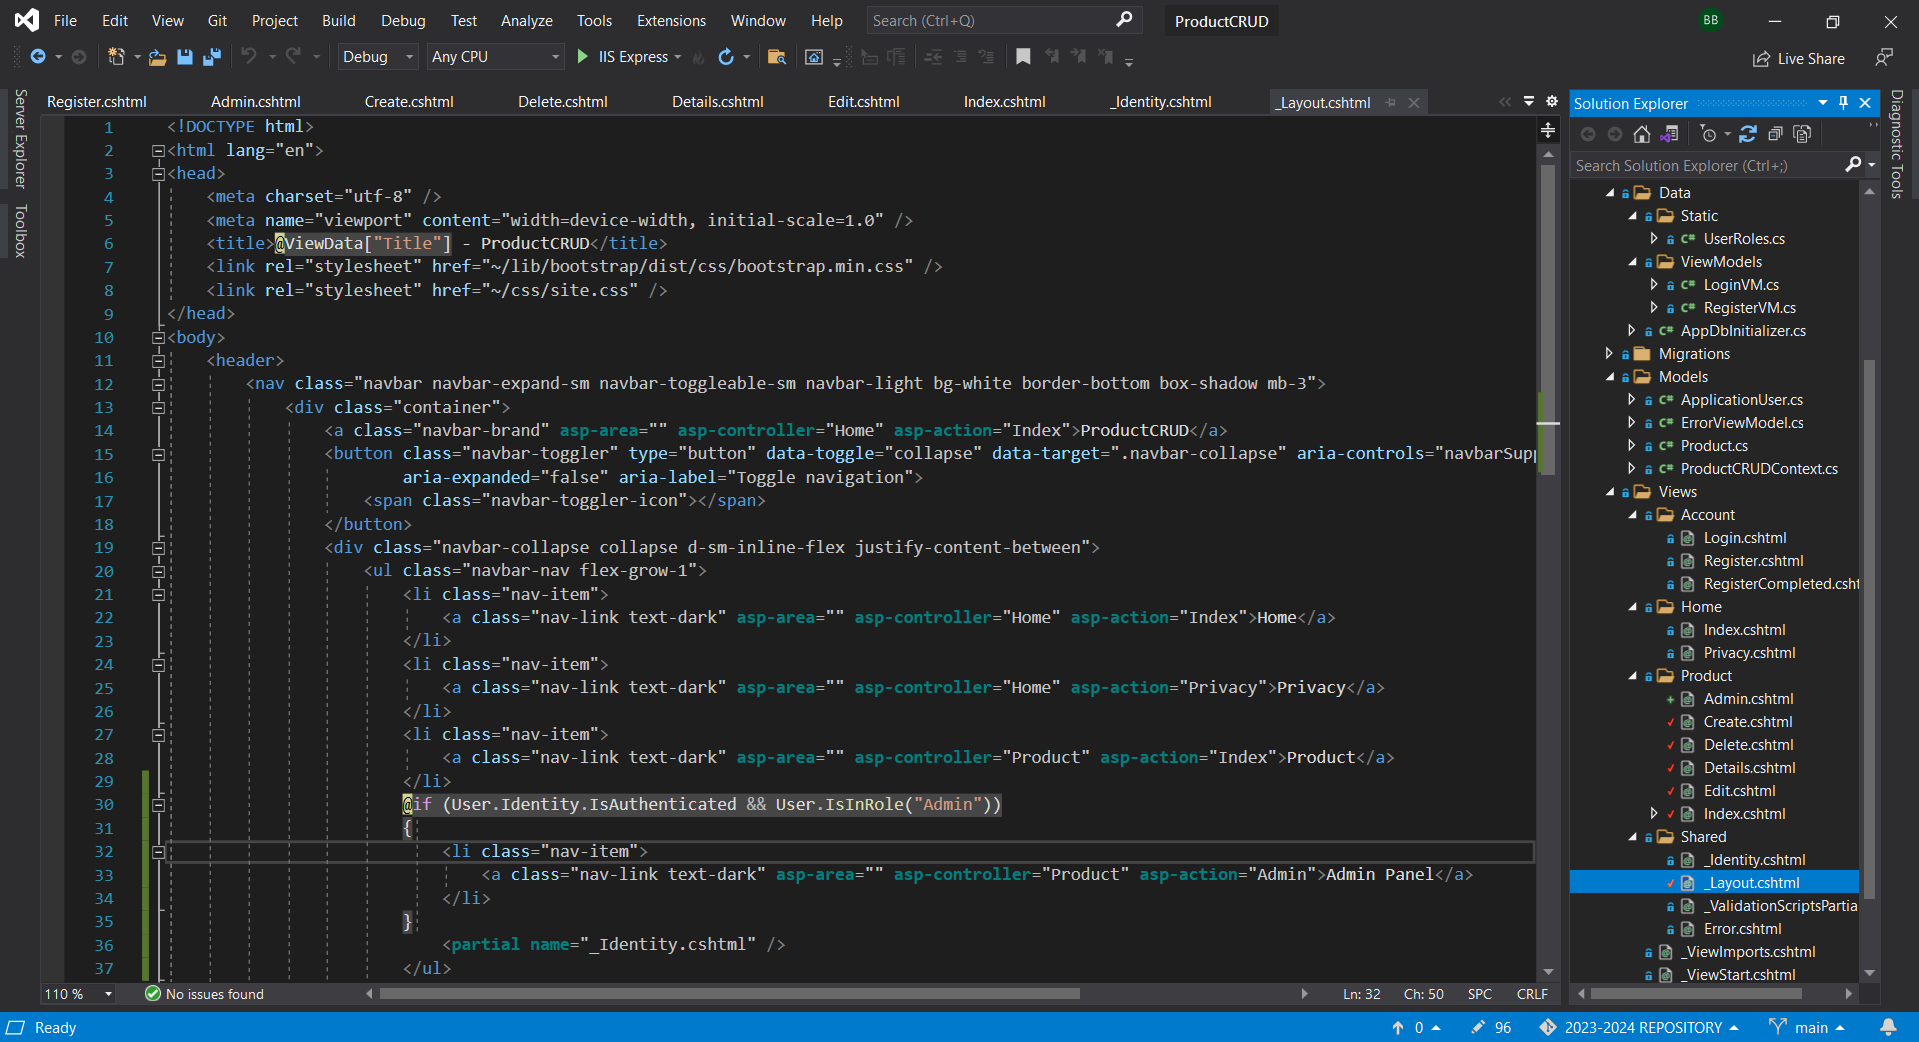 File Edit View Git Project Build Debug Test Analyze Tools Extensions Window Help Search (Ctrl+Q) ProductCRUD BB
Debug Any CPU IIS Express Live Share
Server Explorer
Toolbox
Register.cshtml Admin.cshtml Create.cshtml Delete.cshtml Details.cshtml Edit.cshtml Index.cshtml _Identity.cshtml _Layout.cshtml
1 <!DOCTYPE html>
2 <html lang="en">
3 <head>
4 <meta charset="utf-8" />
5 <meta name="viewport" content="width=device-width, initial-scale=1.0" />
6 <title>@ViewData["Title"] - ProductCRUD</title>
7 <link rel="stylesheet" href="~/lib/bootstrap/dist/css/bootstrap.min.css" />
8 <link rel="stylesheet" href="~/css/site.css" />
9 </head>
10 <body>
11 <header>
12 <nav class="navbar navbar-expand-sm navbar-toggleable-sm navbar-light bg-white border-bottom box-shadow mb-3">
13 <div class="container">
14 <a class="navbar-brand" asp-area="" asp-controller="Home" asp-action="Index">ProductCRUD</a>
15 <button class="navbar-toggler" type="button" data-toggle="collapse" data-target=".navbar-collapse" aria-controls="navbarSupp
16 aria-expanded="false" aria-label="Toggle navigation">
17 <span class="navbar-toggler-icon"></span>
18 </button>
19 <div class="navbar-collapse collapse d-sm-inline-flex justify-content-between">
20 <ul class="navbar-nav flex-grow-1">
21 <li class="nav-item">
22 <a class="nav-link text-dark" asp-area="" asp-controller="Home" asp-action="Index">Home</a>
23 </li>
24 <li class="nav-item">
25 <a class="nav-link text-dark" asp-area="" asp-controller="Home" asp-action="Privacy">Privacy</a>
26 </li>
27 <li class="nav-item">
28 <a class="nav-link text-dark" asp-area="" asp-controller="Product" asp-action="Index">Product</a>
29 </li>
30 @if (User.Identity.IsAuthenticated && User.IsInRole("Admin"))
31 {
32 <li class="nav-item">
33 <a class="nav-link text-dark" asp-area="" asp-controller="Product" asp-action="Admin">Admin Panel</a>
34 </li>
35 }
36 <partial name="_Identity.cshtml" />
37 </ul>
110 % No issues found Ln: 32 Ch: 50 SPC CRLF
Solution Explorer
Search Solution Explorer (Ctrl+;)
Data
Static
C# UserRoles.cs
ViewModels
C# LoginVM.cs
C# RegisterVM.cs
C# AppDbInitializer.cs
Migrations
Models
C# ApplicationUser.cs
C# ErrorViewModel.cs
C# Product.cs
C# ProductCRUDContext.cs
Views
Account
Login.cshtml
Register.cshtml
RegisterCompleted.csht
Home
Index.cshtml
Privacy.cshtml
Product
Admin.cshtml
Create.cshtml
Delete.cshtml
Details.cshtml
Edit.cshtml
Index.cshtml
Shared
_Identity.cshtml
_Layout.cshtml
_ValidationScriptsPartia
Error.cshtml
_ViewImports.cshtml
_ViewStart.cshtml
Diagnostic Tools
Ready 0 96 2023-2024 REPOSITORY main